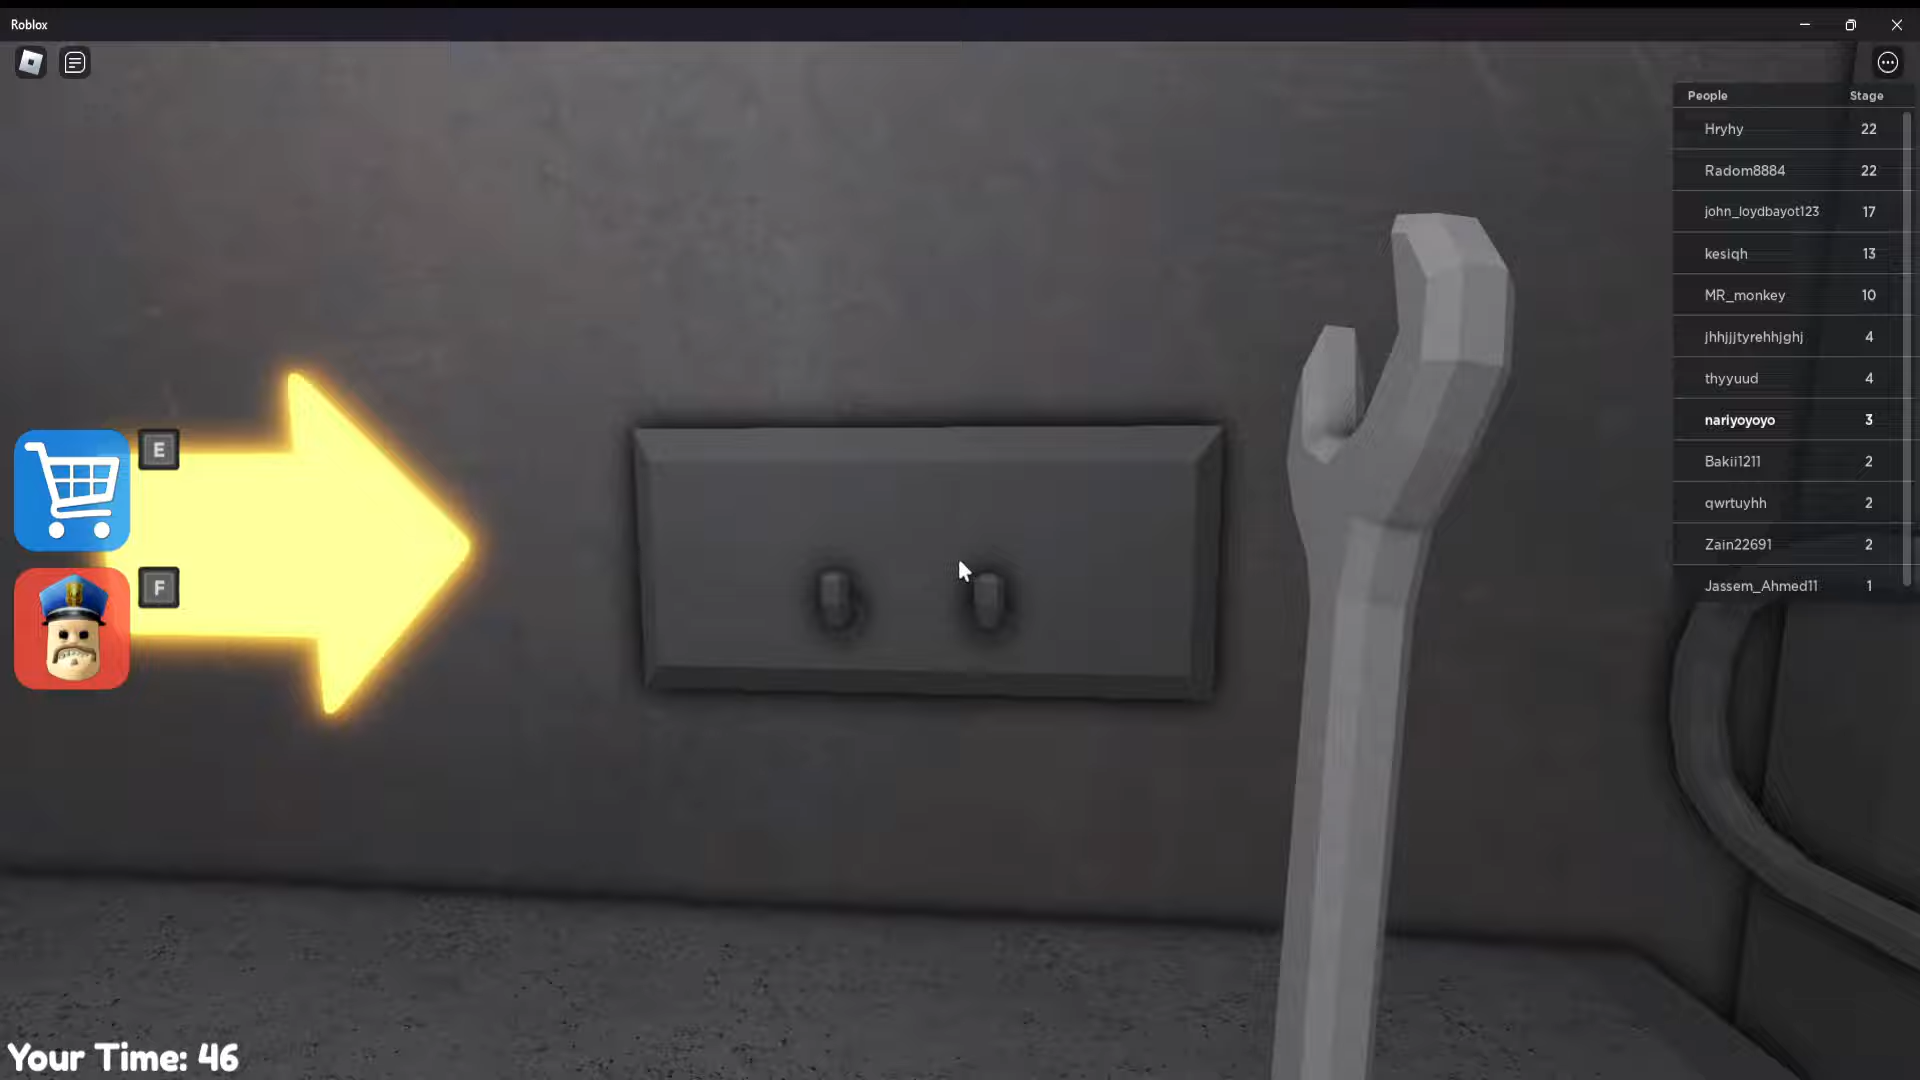 Roblox
People Stage
Hryhy 22
Radom8884 22
john_loydbayot123 17
kesiqh 13
MR_monkey 10
jhhjjjtyrehhjghj 4
thyyuud 4
nariyoyoyo 3
Bakii1211 2
qwrtuyhh 2
Zain22691 2
Jassem_Ahmed11 1
E
F
Your Time: 46